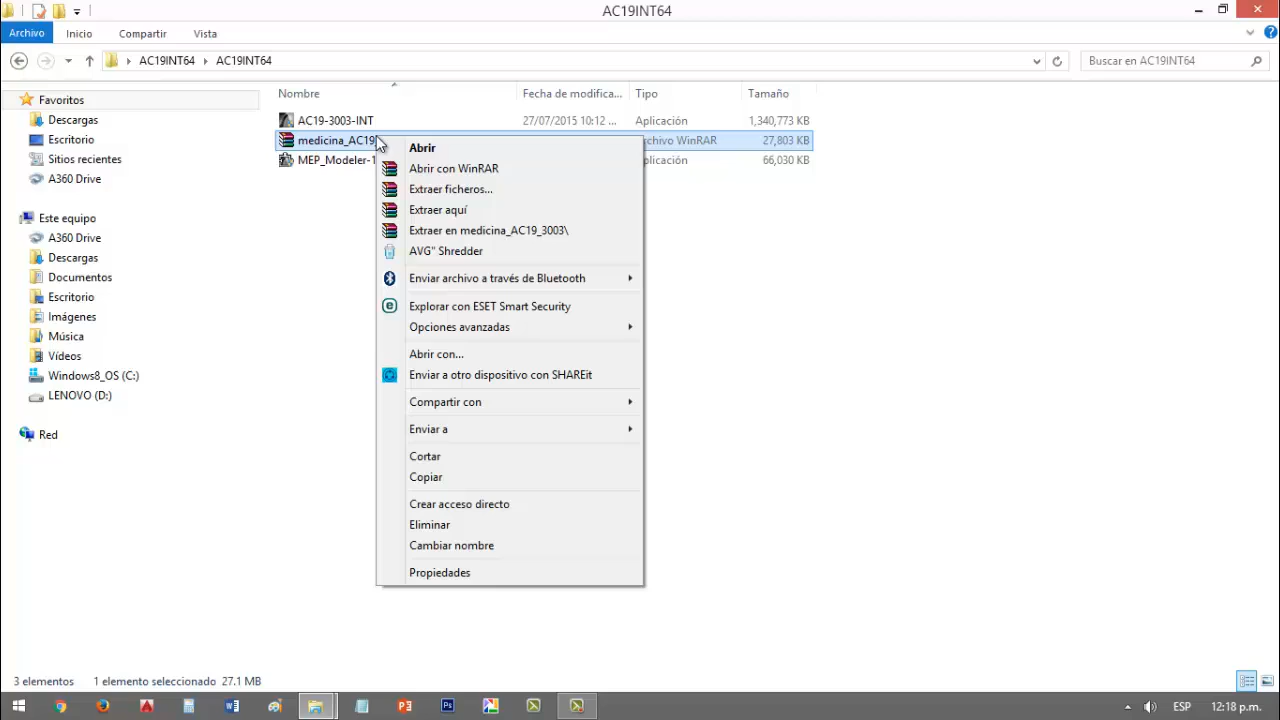 AC19INT64
Archivo Inicio Compartir Vista
AC19INT64 AC19INT64 Buscar en AC19INT64
Nombre Fecha de modifica... Tipo Tamaño
Favoritos
Descargas
Escritorio
Sitios recientes
A360 Drive
Este equipo
A360 Drive
Descargas
Documentos
Escritorio
Imágenes
Música
Vídeos
Windows8_OS (C:)
LENOVO (D:)
Red
AC19-3003-INT 27/07/2015 10:12 ... Aplicación 1,340,773 KB
medicina_AC19 rchivo WinRAR 27,803 KB
MEP_Modeler-1 plicación 66,030 KB
Abrir
Abrir con WinRAR
Extraer ficheros...
Extraer aquí
Extraer en medicina_AC19_3003\
AVG" Shredder
Enviar archivo a través de Bluetooth
Explorar con ESET Smart Security
Opciones avanzadas
Abrir con...
Enviar a otro dispositivo con SHAREit
Compartir con
Enviar a
Cortar
Copiar
Crear acceso directo
Eliminar
Cambiar nombre
Propiedades
3 elementos 1 elemento seleccionado 27.1 MB
ESP 12:18 p.m.